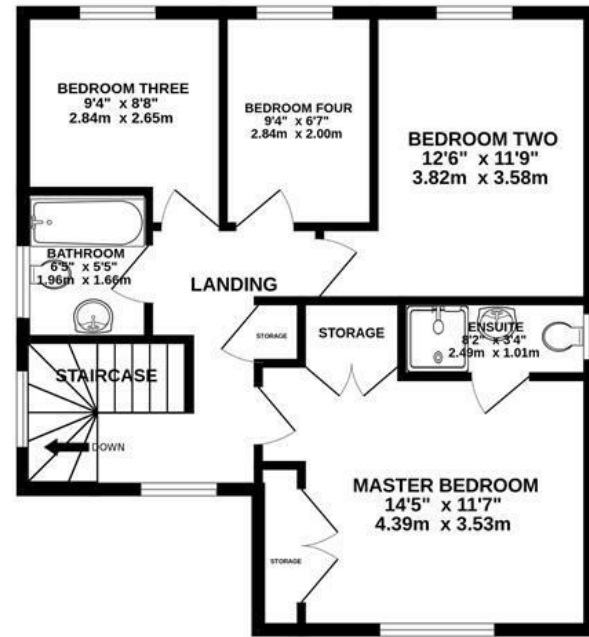 BEDROOM THREE
9'4" x 8'8"
2.84m x 2.65m
BEDROOM FOUR
9'4" x 6'7"
2.84m x 2.00m
BEDROOM TWO
12'6" x 11'9"
3.82m x 3.58m
BATHROOM
6'5" x 5'5"
1.96m x 1.66m
LANDING
STORAGE
STORAGE
ENSUITE
8'2" x 3'4"
2.49m x 1.01m
STAIRCASE
DOWN
MASTER BEDROOM
14'5" x 11'7"
4.39m x 3.53m
STORAGE